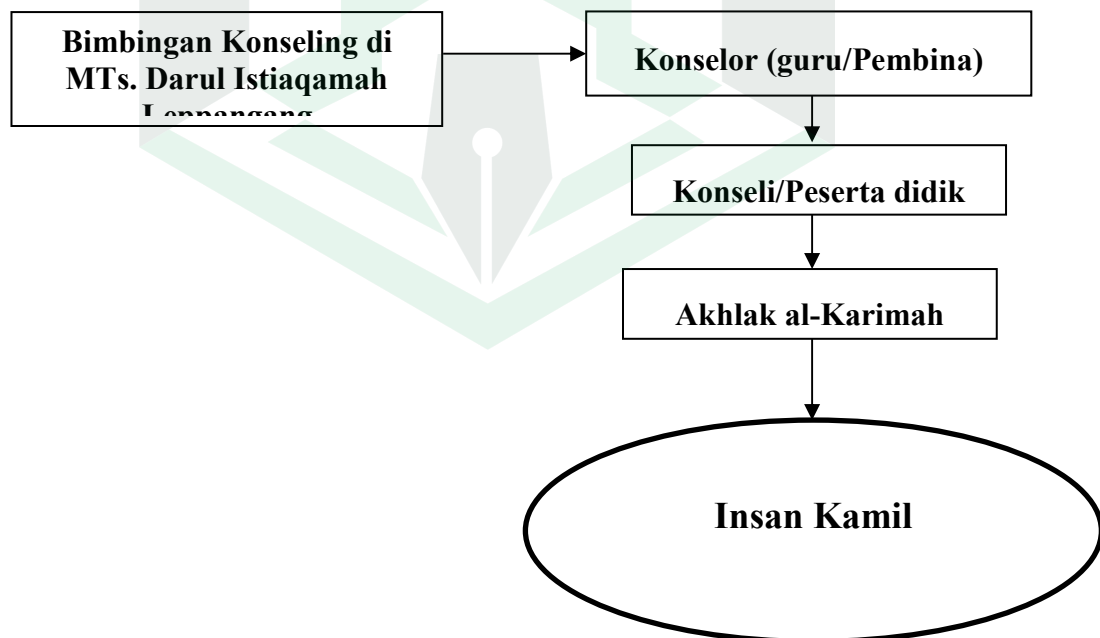 Bimbingan Konseling di
MTs. Darul Istiaqamah
Konselor (guru/Pembina)
Konseli/Peserta didik
Akhlak al-Karimah
Insan Kamil